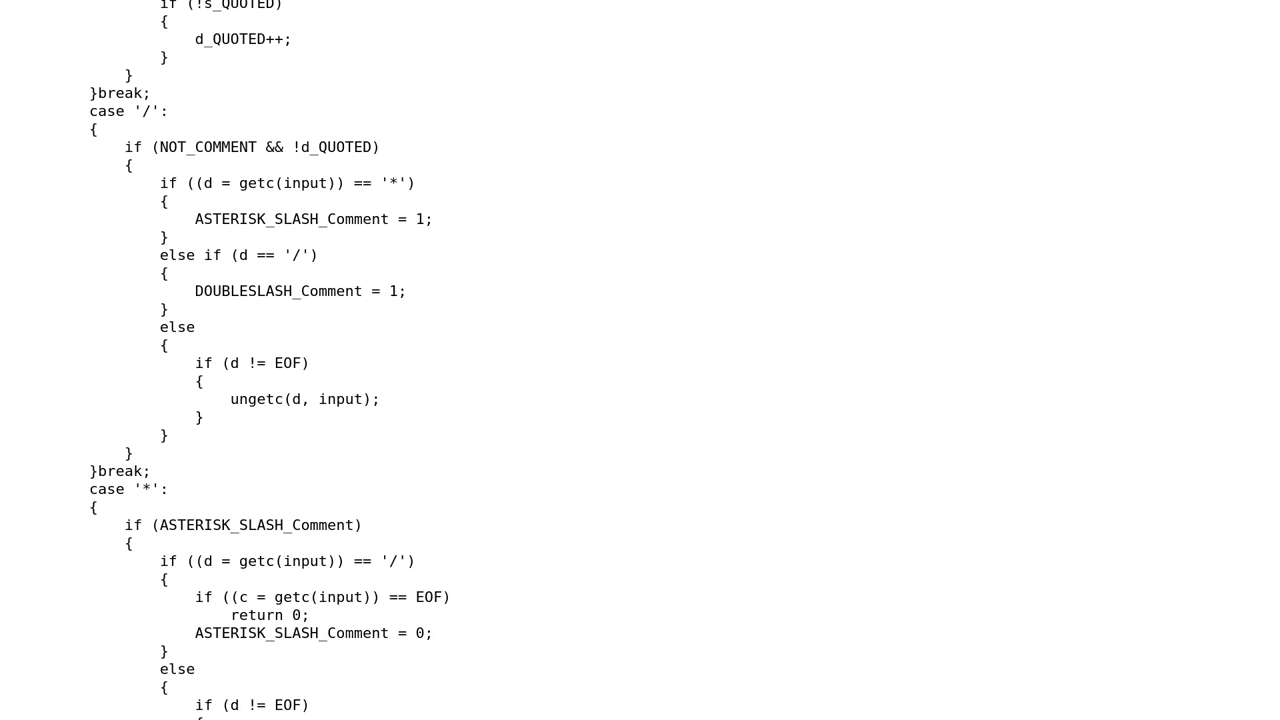 if (!s_QUOTED)
{
d_QUOTED++;
}
}
}break;
case '/':
{
if (NOT_COMMENT && !d_QUOTED)
{
if ((d = getc(input)) == '*')
{
ASTERISK_SLASH_Comment = 1;
}
else if (d == '/')
{
DOUBLESLASH_Comment = 1;
}
else
{
if (d != EOF)
{
ungetc(d, input);
}
}
}
}break;
case '*':
{
if (ASTERISK_SLASH_Comment)
{
if ((d = getc(input)) == '/')
{
if ((c = getc(input)) == EOF)
return 0;
ASTERISK_SLASH_Comment = 0;
}
else
{
if (d != EOF)
{